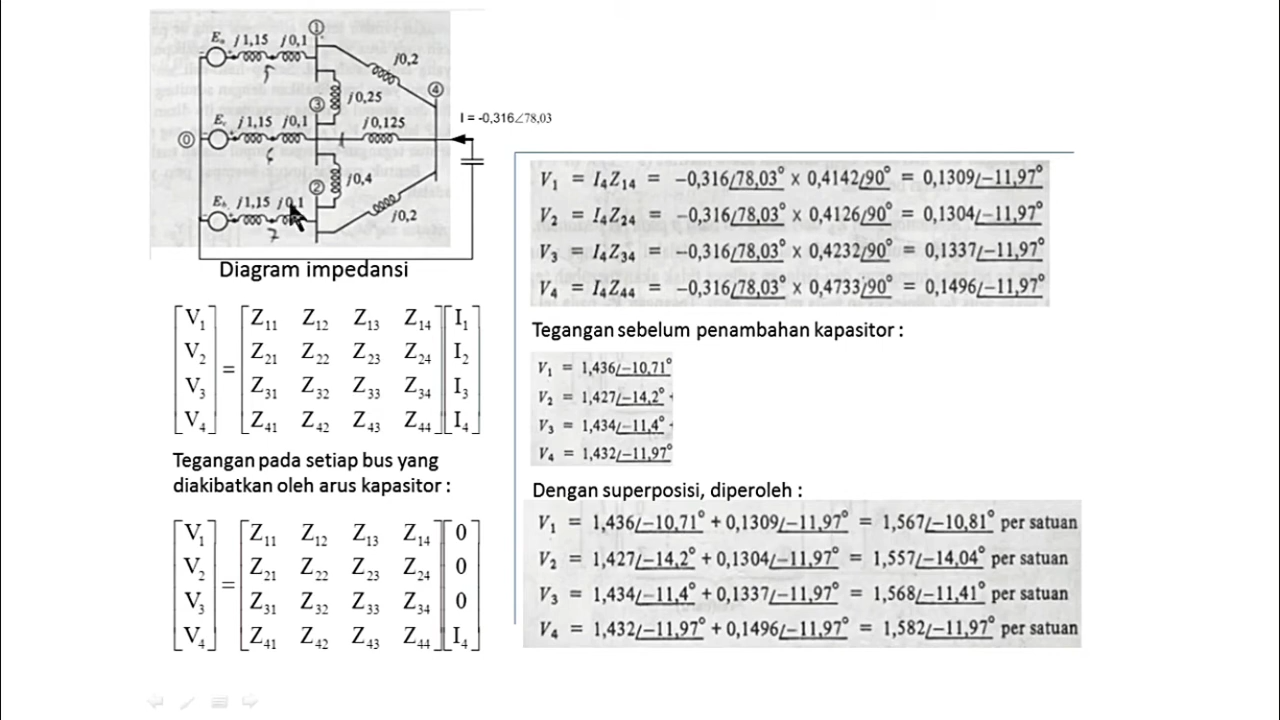 ①
E_a j1,15 j0,1
j0,2
④
③
j0,25
I = -0,316∠78,03
E_c j1,15 j0,1
j0,125
⓪
②
j0,4
E_b j1,15 j0,1
j0,2
Diagram impedansi
V₁ Z₁₁ Z₁₂ Z₁₃ Z₁₄ I₁
V₂ Z₂₁ Z₂₂ Z₂₃ Z₂₄ I₂
=
V₃ Z₃₁ Z₃₂ Z₃₃ Z₃₄ I₃
V₄ Z₄₁ Z₄₂ Z₄₃ Z₄₄ I₄
Tegangan pada setiap bus yang
diakibatkan oleh arus kapasitor :
V₁ Z₁₁ Z₁₂ Z₁₃ Z₁₄ 0
V₂ Z₂₁ Z₂₂ Z₂₃ Z₂₄ 0
=
V₃ Z₃₁ Z₃₂ Z₃₃ Z₃₄ 0
V₄ Z₄₁ Z₄₂ Z₄₃ Z₄₄ I₄
V₁ = I₄Z₁₄ = −0,316∠78,03° × 0,4142∠90° = 0,1309∠−11,97°
V₂ = I₄Z₂₄ = −0,316∠78,03° × 0,4126∠90° = 0,1304∠−11,97°
V₃ = I₄Z₃₄ = −0,316∠78,03° × 0,4232∠90° = 0,1337∠−11,97°
V₄ = I₄Z₄₄ = −0,316∠78,03° × 0,4733∠90° = 0,1496∠−11,97°
Tegangan sebelum penambahan kapasitor :
V₁ = 1,436∠−10,71°
V₂ = 1,427∠−14,2°
V₃ = 1,434∠−11,4°
V₄ = 1,432∠−11,97°
Dengan superposisi, diperoleh :
V₁ = 1,436∠−10,71° + 0,1309∠−11,97° = 1,567∠−10,81° per satuan
V₂ = 1,427∠−14,2° + 0,1304∠−11,97° = 1,557∠−14,04° per satuan
V₃ = 1,434∠−11,4° + 0,1337∠−11,97° = 1,568∠−11,41° per satuan
V₄ = 1,432∠−11,97° + 0,1496∠−11,97° = 1,582∠−11,97° per satuan